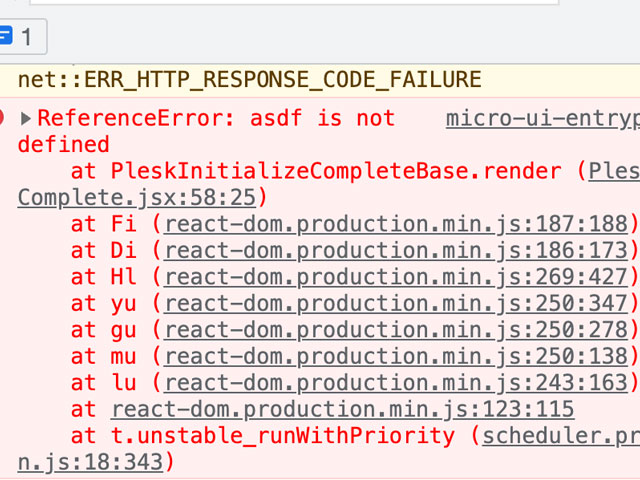 1
net::ERR_HTTP_RESPONSE_CODE_FAILURE
ReferenceError: asdf is not micro-ui-entryp
defined
at PleskInitializeCompleteBase.render (Ples
Complete.jsx:58:25)
at Fi (react-dom.production.min.js:187:188)
at Di (react-dom.production.min.js:186:173)
at Hl (react-dom.production.min.js:269:427)
at yu (react-dom.production.min.js:250:347)
at gu (react-dom.production.min.js:250:278)
at mu (react-dom.production.min.js:250:138)
at lu (react-dom.production.min.js:243:163)
at react-dom.production.min.js:123:115
at t.unstable_runWithPriority (scheduler.pr
n.js:18:343)